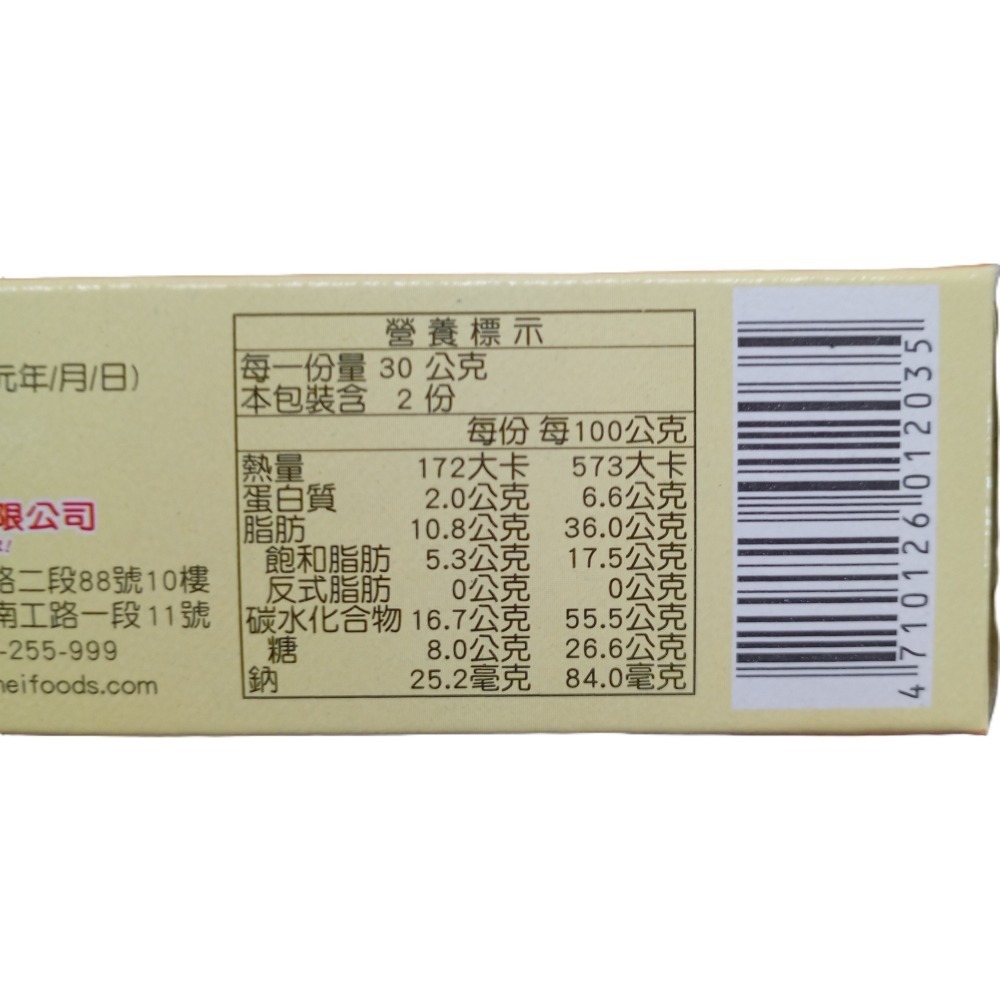 元年/月/日)
限公司
路二段88號10樓
南工路一段11號
-255-999
meifoods.com
營養標示
每一份量 30 公克
本包裝含 2 份
每份 每100公克
熱量 172大卡 573大卡
蛋白質 2.0公克 6.6公克
脂肪 10.8公克 36.0公克
飽和脂肪 5.3公克 17.5公克
反式脂肪 0公克 0公克
碳水化合物 16.7公克 55.5公克
糖 8.0公克 26.6公克
鈉 25.2毫克 84.0毫克
4 710126 012035